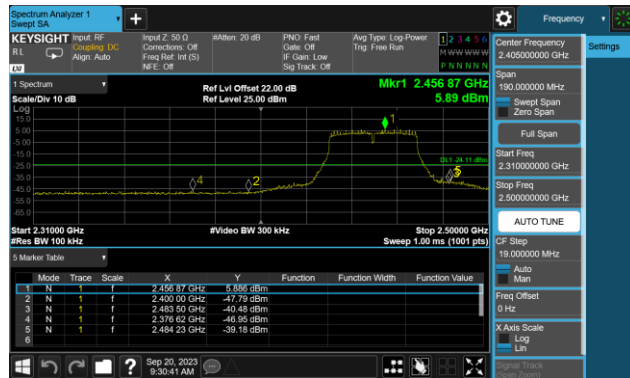 Spectrum Analyzer 1
Swept SA
+
Frequency
KEYSIGHT Input: RF Input Z: 50 Ω #Atten: 20 dB PNO: Fast Avg Type: Log-Power 1 2 3 4 5 6
RL Coupling: DC Corrections: Off Gate: Off Trig: Free Run M W W W W W
Align: Auto Freq Ref: Int (S) IF Gain: Low
LXI NFE: Off Sig Track: Off P N N N N N
1 Spectrum
Ref Lvl Offset 22.00 dB Mkr1 2.456 87 GHz
Scale/Div 10 dB Ref Level 25.00 dBm 5.89 dBm
Log
15.0
5.00
-5.00
-15.0
-25.0
-35.0
-45.0
-55.0
-65.0
1
DL1 -24.11 dBm
4
2
5
Start 2.31000 GHz #Video BW 300 kHz Stop 2.50000 GHz
#Res BW 100 kHz Sweep 1.00 ms (1001 pts)
5 Marker Table
Mode Trace Scale X Y Function Function Width Function Value
1 N 1 f 2.456 87 GHz 5.886 dBm
2 N 1 f 2.400 00 GHz -47.79 dBm
3 N 1 f 2.483 50 GHz -40.48 dBm
4 N 1 f 2.376 62 GHz -46.95 dBm
5 N 1 f 2.484 23 GHz -39.18 dBm
6
? Sep 20, 2023
9:30:41 AM
Center Frequency
2.405000000 GHz
Settings
Span
190.000000 MHz
Swept Span
Zero Span
Full Span
Start Freq
2.310000000 GHz
Stop Freq
2.500000000 GHz
AUTO TUNE
CF Step
19.000000 MHz
Auto
Man
Freq Offset
0 Hz
X Axis Scale
Log
Lin
Signal Track
(Span Zoom)